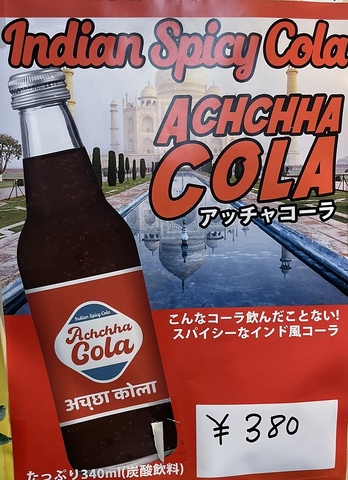 Indian Spicy Cola
ACHCHHA
COLA
アッチャコーラ
Indian Spicy Cola
Achchha
Cola
अच्छा कोला
こんなコーラ飲んだことない!
スパイシーなインド風コーラ
¥380
たっぷり340ml(炭酸飲料)